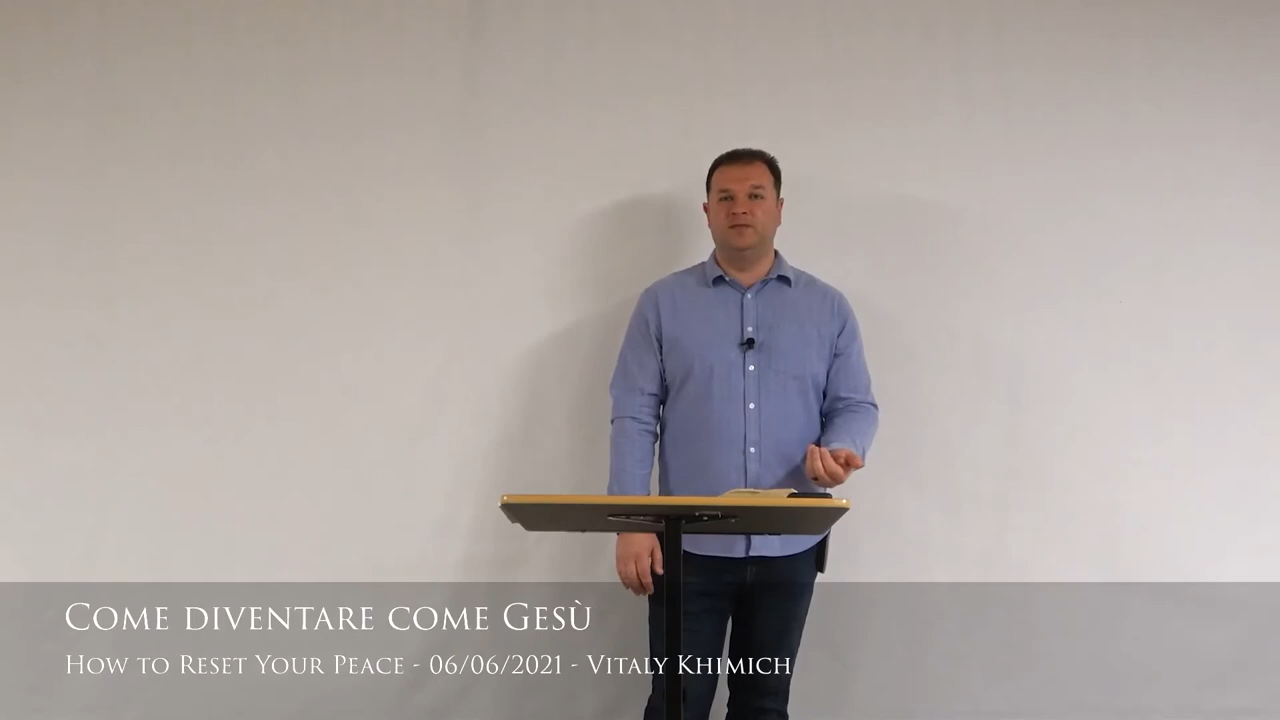 Come diventare come Gesù
How to Reset Your Peace - 06/06/2021 - Vitaly Khimich